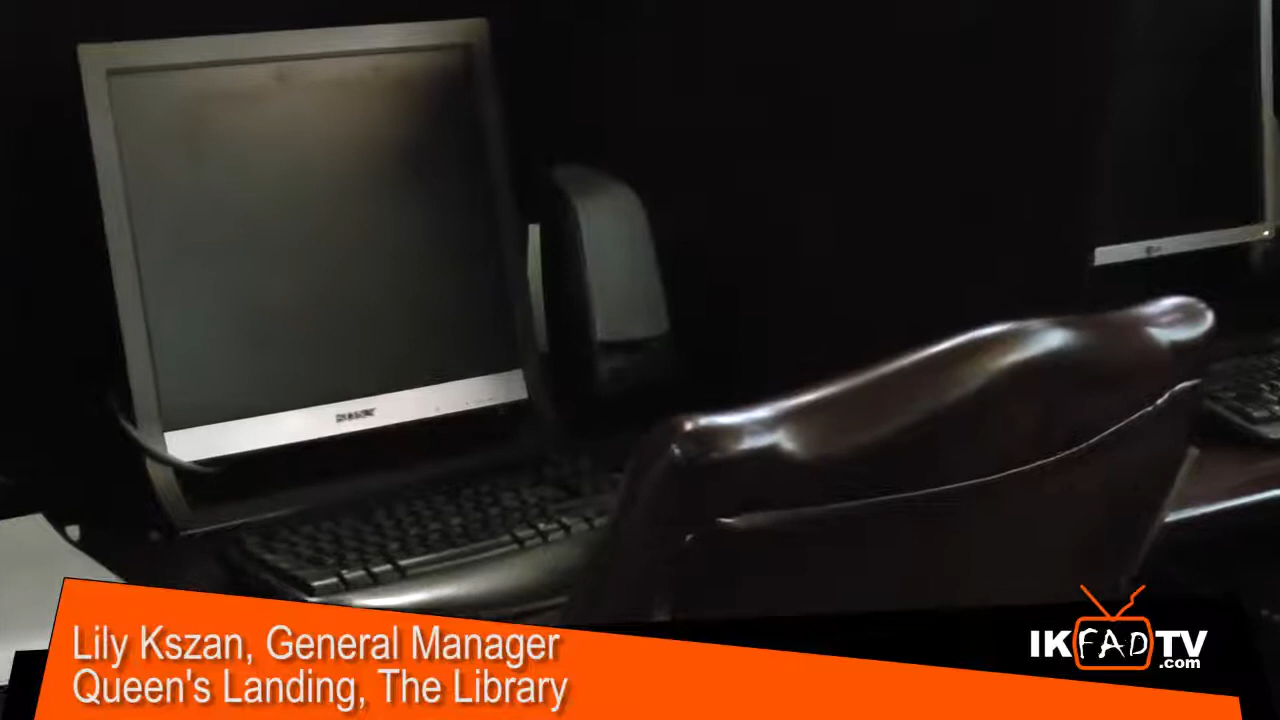 Lily Kszan, General Manager
Queen's Landing, The Library
IKFADTV
.com